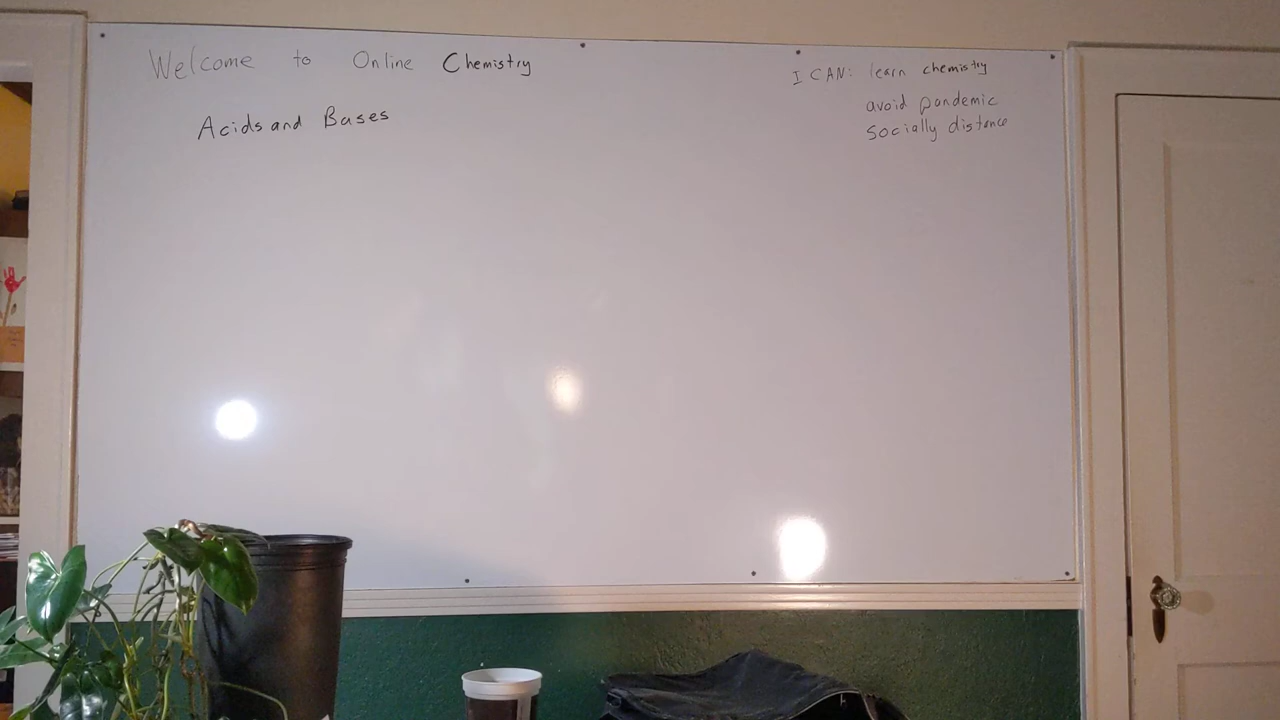 Welcome to Online Chemistry
Acids and Bases
I CAN: learn chemistry
avoid pandemic
socially distance